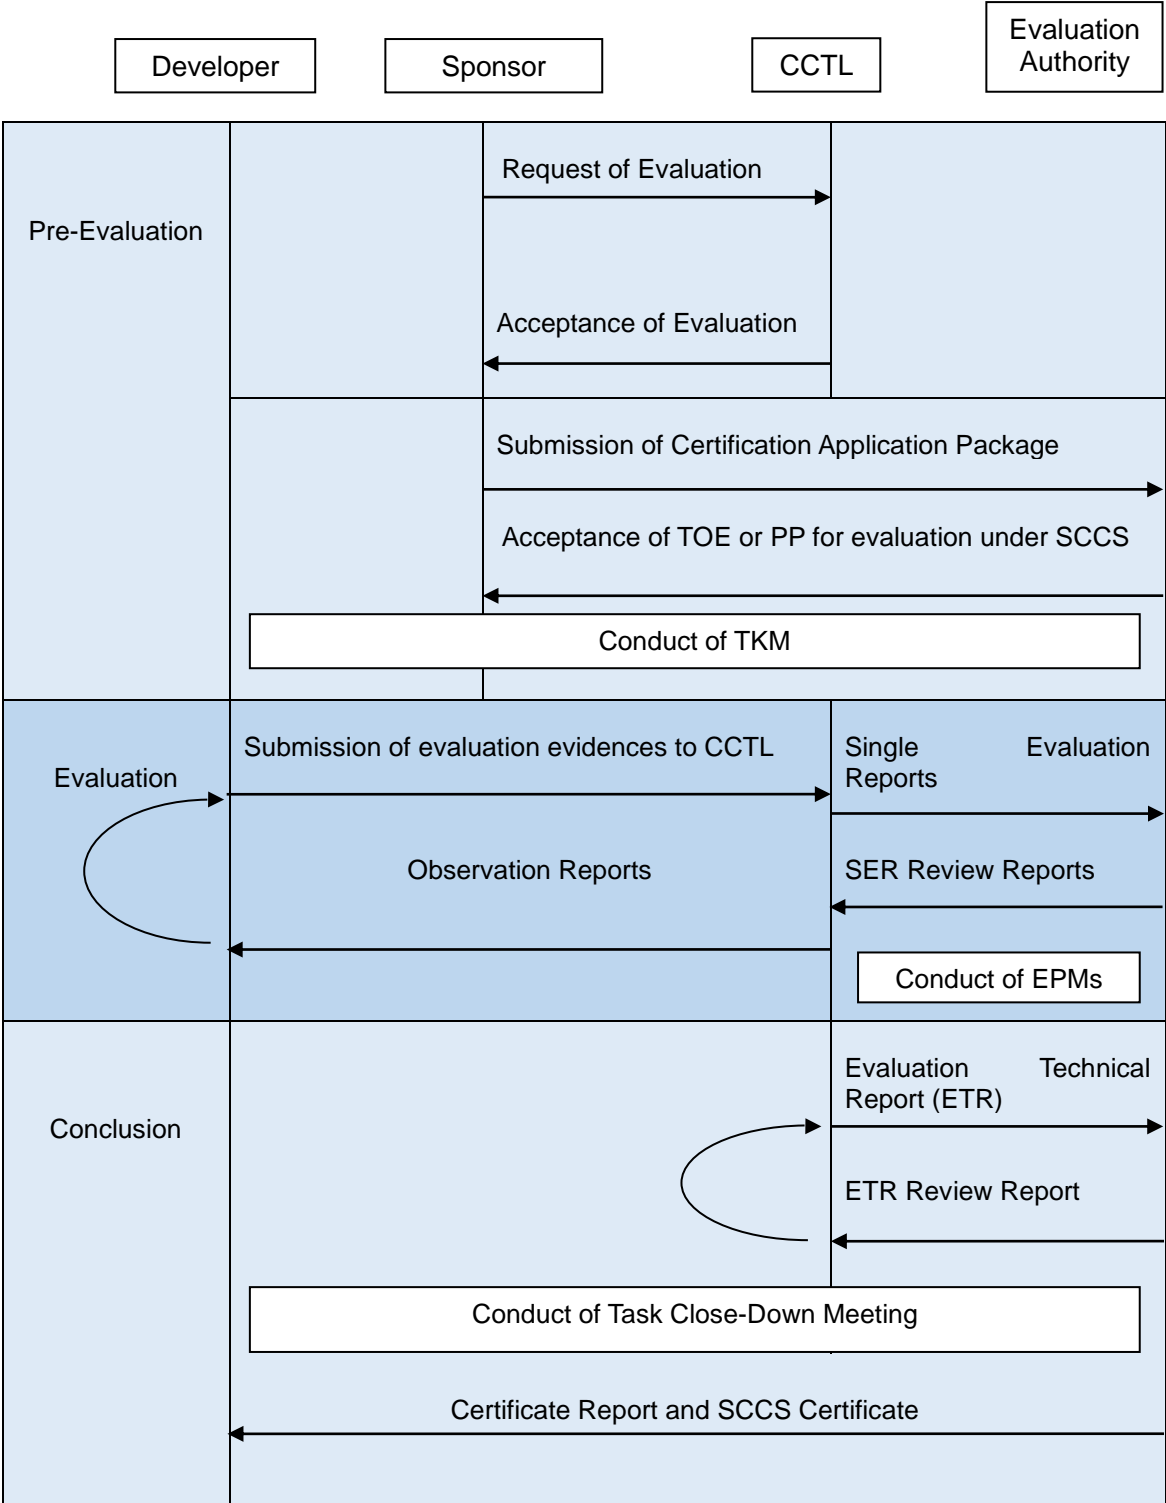 Developer
Sponsor
CCTL
Evaluation
Authority
Request of Evaluation
Pre-Evaluation
Acceptance of Evaluation
Submission of Certification Application Package
Acceptance of TOE or PP for evaluation under SCCS
Conduct of TKM
Submission of evaluation evidences to CCTL
Single Evaluation
Reports
Evaluation
Observation Reports
SER Review Reports
Conduct of EPMs
Evaluation Technical
Report (ETR)
Conclusion
ETR Review Report
Conduct of Task Close-Down Meeting
Certificate Report and SCCS Certificate